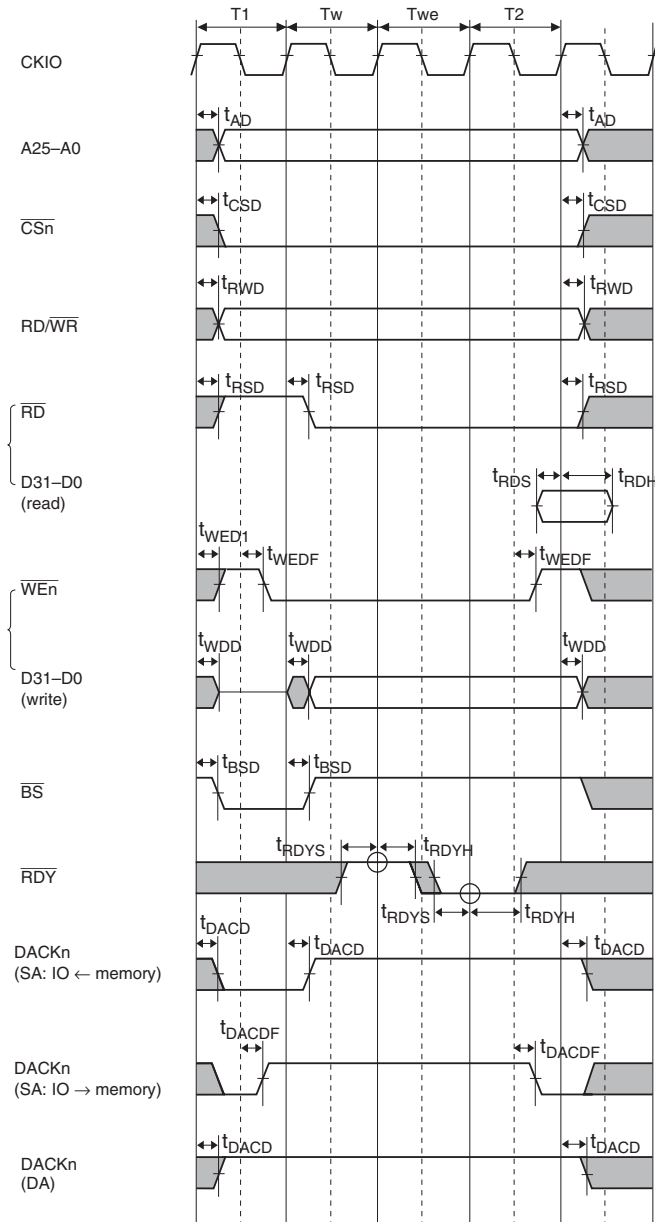 T1 Tw Twe T2
CKIO
tAD tAD
A25–A0
tCSD tCSD
CSn
tRWD tRWD
RD/WR
tRSD tRSD tRSD
RD
tRDS tRDH
D31–D0
(read)
tWED1 tWEDF tWEDF
WEn
tWDD tWDD tWDD
D31–D0
(write)
tBSD tBSD
BS
tRDYS tRDYH
RDY
tRDYS tRDYH
tDACD tDACD tDACD
DACKn
(SA: IO ← memory)
tDACDF tDACDF
DACKn
(SA: IO → memory)
tDACD tDACD
DACKn
(DA)